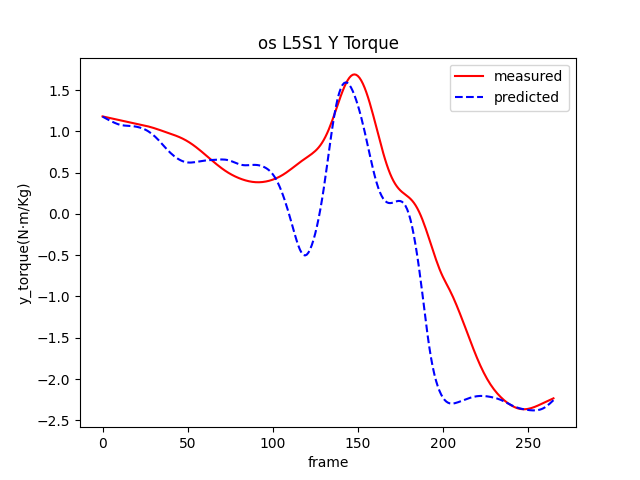 os L5S1 Y Torque
measured
predicted
y_torque(N·m/Kg)
1.5
1.0
0.5
0.0
−0.5
−1.0
−1.5
−2.0
−2.5
0 50 100 150 200 250
frame